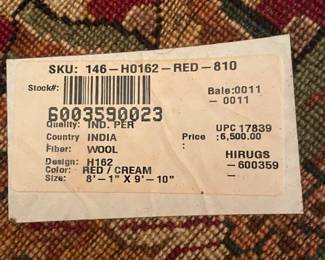 SKU: 146-H0162-RED-810
Stock#: Bale:0011
-0011
6003590023
Quality: IND. PER UPC 17839
Country INDIA Price :6,500.00
Fiber: WOOL
Design: H162 HIRUGS
Color: RED / CREAM -600359-
Size: 8'-1" X 9'-10"